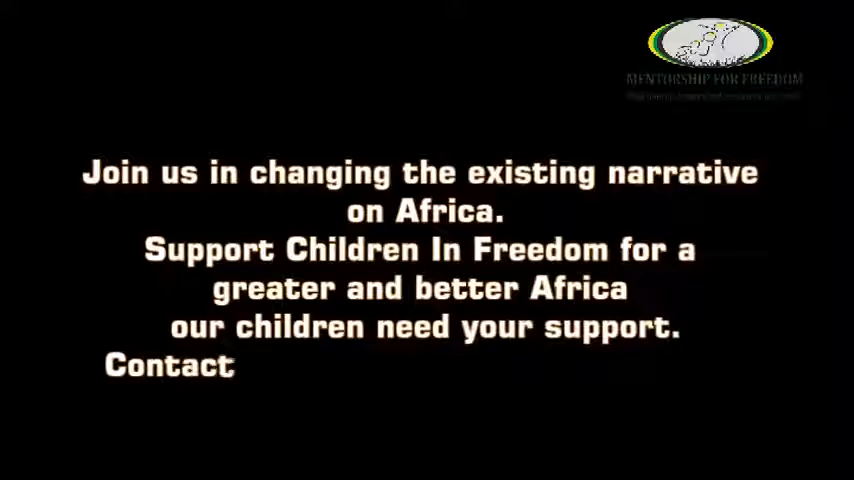 MENTORSHIP FOR FREEDOM
Join us in changing the existing narrative
on Africa.
Support Children In Freedom for a
greater and better Africa
our children need your support.
Contact